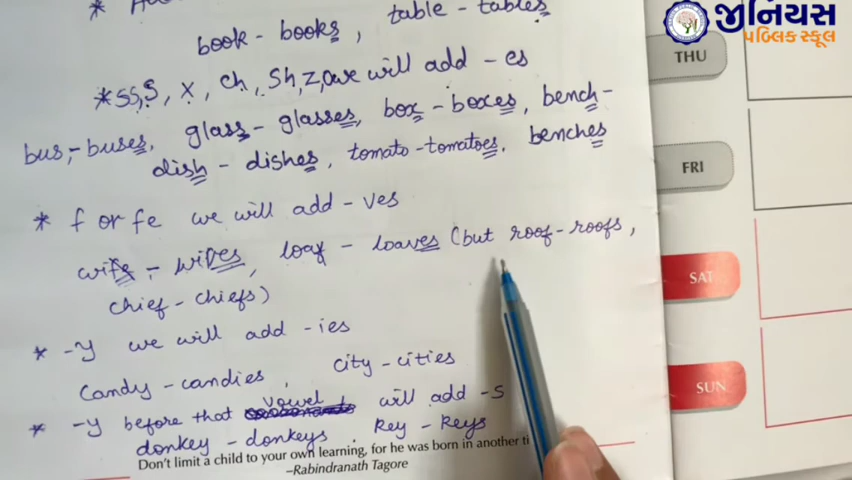 book - books, table - tables
* ss, s, x, ch, sh, z, o we will add - es
bus, - buses, glass - glasses, box - boxes, bench -
dish - dishes, tomato - tomatoes, benches
* f or fe we will add - ves
wife - wives, loaf - loaves (but roof - roofs,
chief - chiefs)
* -y we will add - ies
Candy - candies, city - cities
* -y before that vowel will add - s
donkey - donkeys, key - keys
Don't limit a child to your own learning, for he was born in another ti
–Rabindranath Tagore
જીનિયસ
પબ્લિક સ્કૂલ
THU
FRI
SAT
SUN